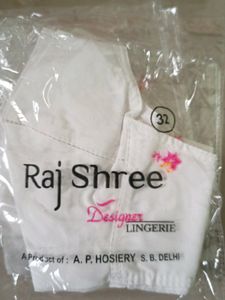 32
Raj Shree
Designer
LINGERIE
A Product of : A. P. HOSIERY S. B. DELHI